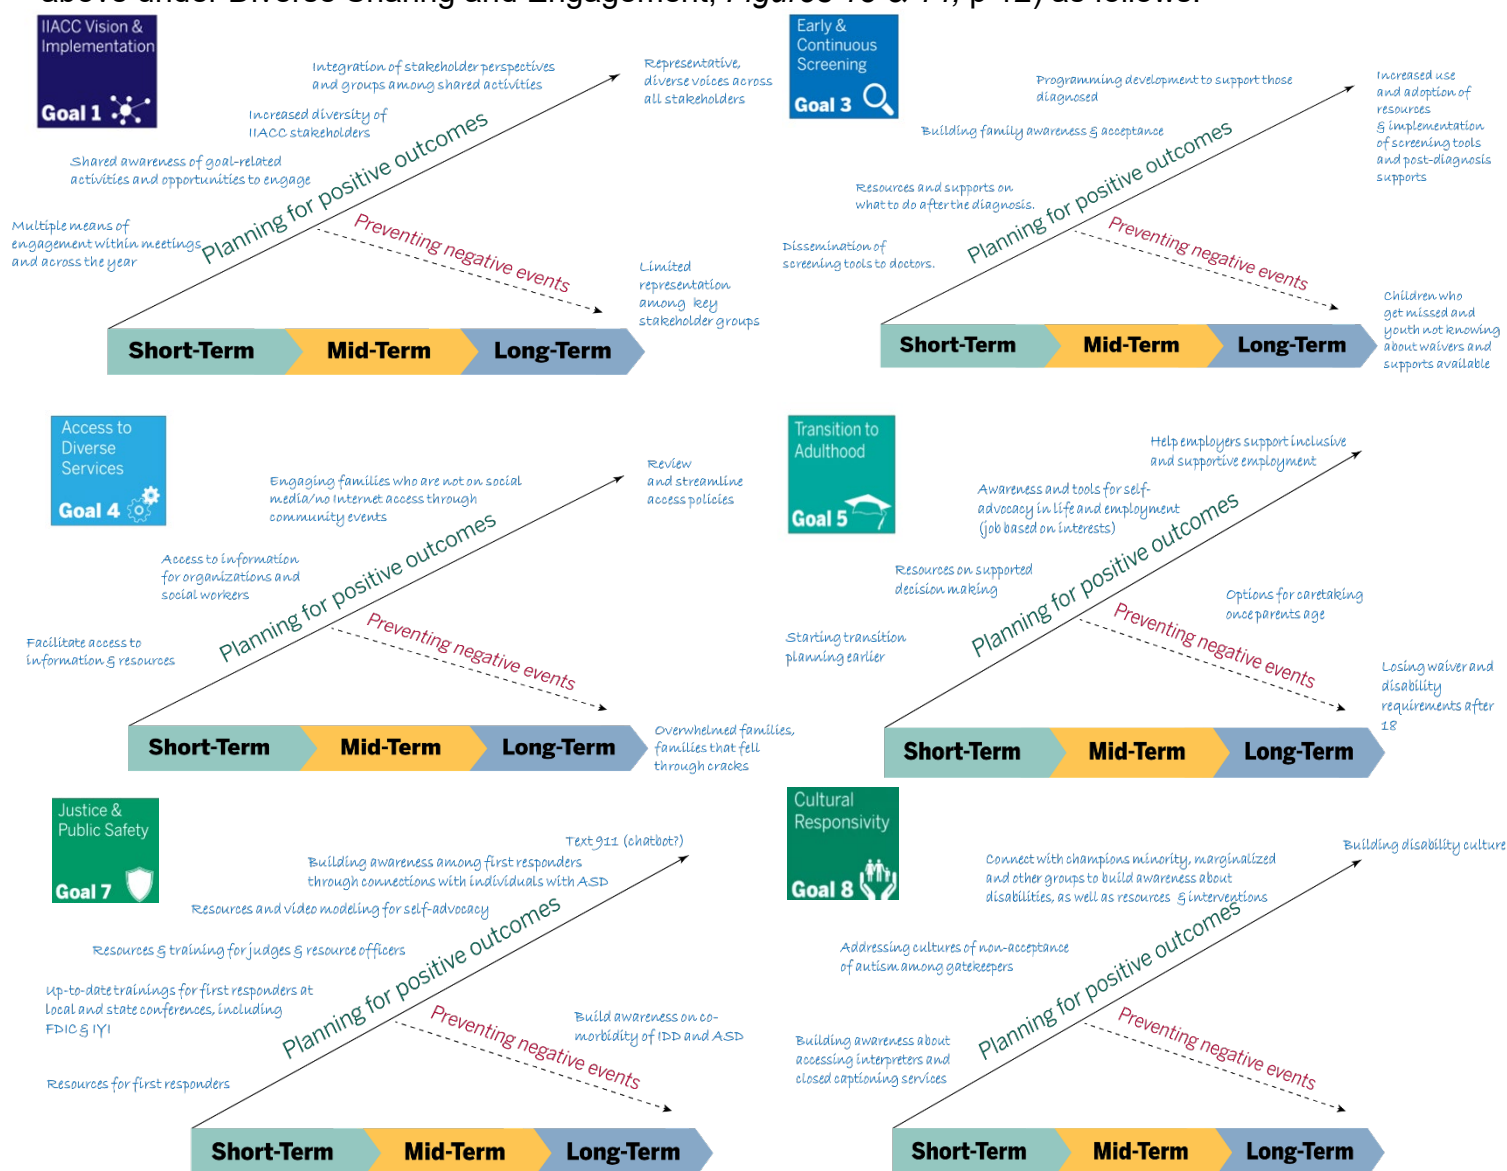 above under Diverse Sharing and Engagement, Figures 10 & 11, p 12) as follows:
IIACC Vision &
Implementation
Goal 1
Integration of stakeholder perspectives
and groups among shared activities
Representative,
diverse voices across
all stakeholders
Increased diversity of
IIACC stakeholders
Shared awareness of goal-related
activities and opportunities to engage
Multiple means of
engagement within meetings
and across the year
Planning for positive outcomes
Preventing negative events
Limited
representation
among key
stakeholder groups
Short-Term
Mid-Term
Long-Term
Early &
Continuous
Screening
Goal 3
Programming development to support those
diagnosed
Increased use
and adoption of
resources
& implementation
of screening tools
and post-diagnosis
supports
Building family awareness & acceptance
Resources and supports on
what to do after the diagnosis.
Dissemination of
screening tools to doctors.
Planning for positive outcomes
Preventing negative events
Children who
get missed and
youth not knowing
about waivers and
supports available
Short-Term
Mid-Term
Long-Term
Access to
Diverse
Services
Goal 4
Engaging families who are not on social
media/no Internet access through
community events
Review
and streamline
access policies
Access to information
for organizations and
social workers
Facilitate access to
information & resources
Planning for positive outcomes
Preventing negative events
Overwhelmed families,
families that fell
through cracks
Short-Term
Mid-Term
Long-Term
Transition to
Adulthood
Goal 5
Help employers support inclusive
and supportive employment
Awareness and tools for self-
advocacy in life and employment
(job based on interests)
Resources on supported
decision making
Starting transition
planning earlier
Planning for positive outcomes
Preventing negative events
Options for caretaking
once parents age
Losing waiver and
disability
requirements after
18
Short-Term
Mid-Term
Long-Term
Justice &
Public Safety
Goal 7
Text 911 (chatbot?)
Building awareness among first responders
through connections with individuals with ASD
Resources and video modeling for self-advocacy
Resources & training for judges & resource officers
Up-to-date trainings for first responders at
local and state conferences, including
FDIC & IYI
Resources for first responders
Planning for positive outcomes
Preventing negative events
Build awareness on co-
morbidity of IDD and ASD
Short-Term
Mid-Term
Long-Term
Cultural
Responsivity
Goal 8
Building disability culture
Connect with champions minority, marginalized
and other groups to build awareness about
disabilities, as well as resources & interventions
Addressing cultures of non-acceptance
of autism among gatekeepers
Building awareness about
accessing interpreters and
closed captioning services
Planning for positive outcomes
Preventing negative events
Short-Term
Mid-Term
Long-Term